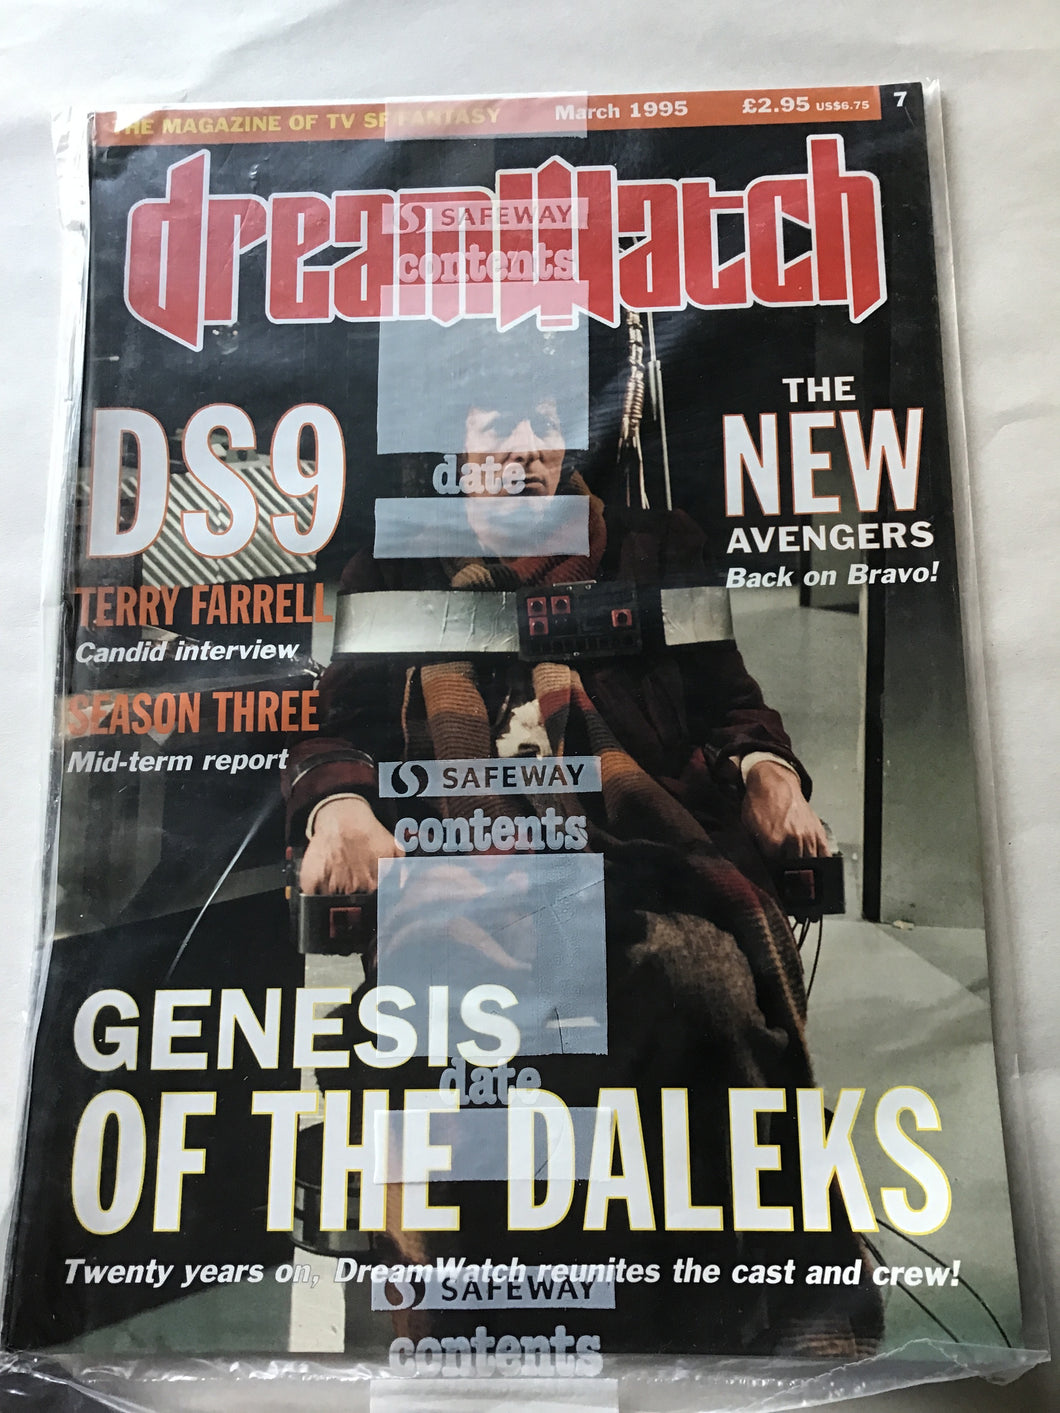 THE MAGAZINE OF TV SF FANTASY March 1995 £2.95 US$6.75 7
dreamwatch
SAFEWAY
contents
date
DS9
TERRY FARRELL
Candid interview
SEASON THREE
Mid-term report
THE
NEW
AVENGERS
Back on Bravo!
SAFEWAY
contents
date
GENESIS
OF THE DALEKS
Twenty years on, DreamWatch reunites the cast and crew!
SAFEWAY
contents